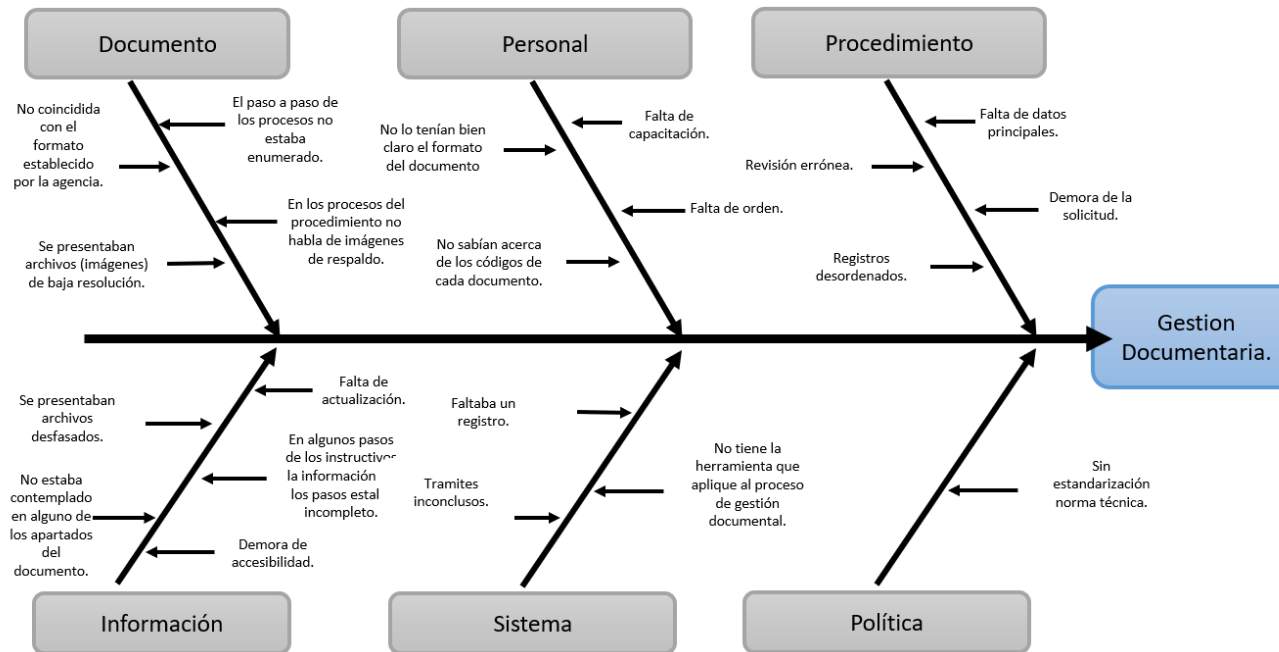 Documento
Personal
Procedimiento
No coincidida
con el
formato
establecido
por la agencia.
El paso a paso de
los procesos no
estaba
enumerado.
En los procesos del
procedimiento no
habla de imágenes
de respaldo.
Se presentaban
archivos (imágenes)
de baja resolución.
Falta de
capacitación.
No lo tenían bien
claro el formato
del documento
Falta de orden.
No sabían acerca
de los códigos de
cada documento.
Falta de datos
principales.
Revisión errónea.
Demora de la
solicitud.
Registros
desordenados.
Gestion
Documentaria.
Falta de
actualización.
Se presentaban
archivos
desfasados.
En algunos pasos
de los instructivos
la información
los pasos estal
incompleto.
No estaba
contemplado
en alguno de
los apartados
del
documento.
Demora de
accesibilidad.
Faltaba un
registro.
No tiene la
herramienta que
aplique al proceso
de gestión
documental.
Tramites
inconclusos.
Sin
estandarización
norma técnica.
Información
Sistema
Política